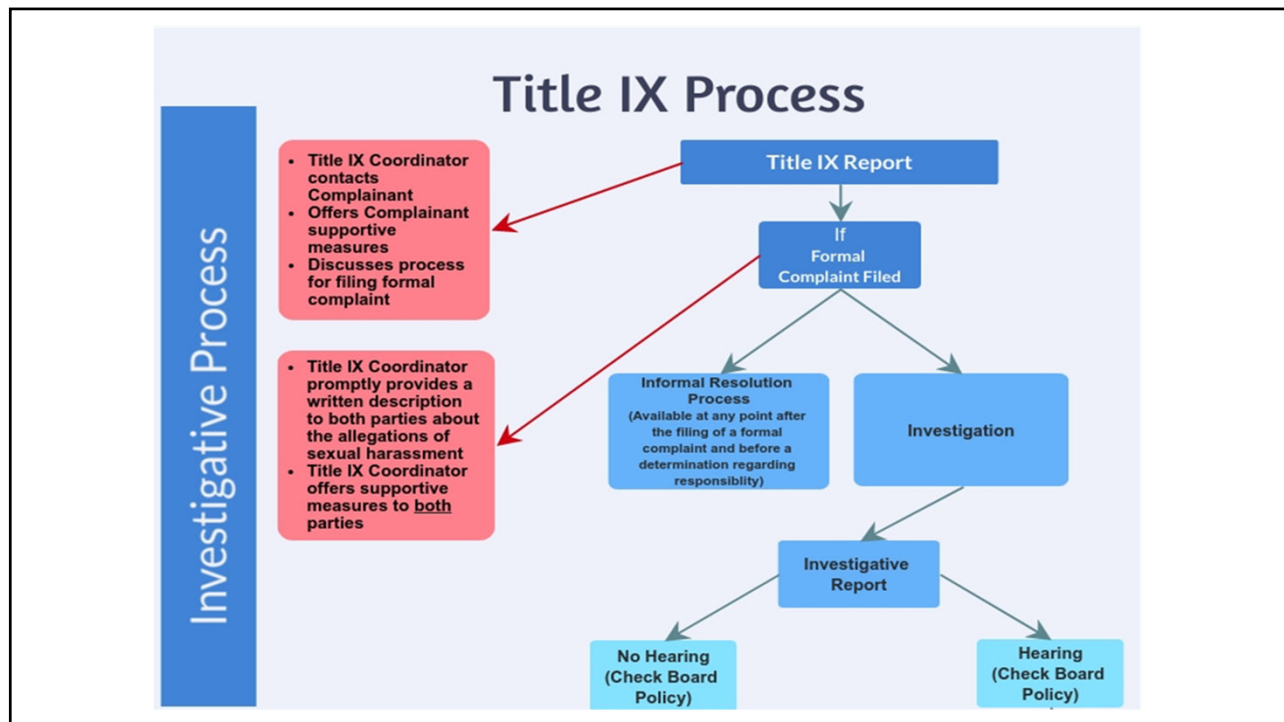 Title IX Process
Investigative Process
• Title IX Coordinator
contacts
Complainant
• Offers Complainant
supportive
measures
• Discusses process
for filing formal
complaint
Title IX Report
If
Formal
Complaint Filed
• Title IX Coordinator
promptly provides a
written description
to both parties about
the allegations of
sexual harassment
• Title IX Coordinator
offers supportive
measures to both
parties
Informal Resolution
Process
(Available at any point after
the filing of a formal
complaint and before a
determination regarding
responsiblity)
Investigation
Investigative
Report
No Hearing
(Check Board
Policy)
Hearing
(Check Board
Policy)